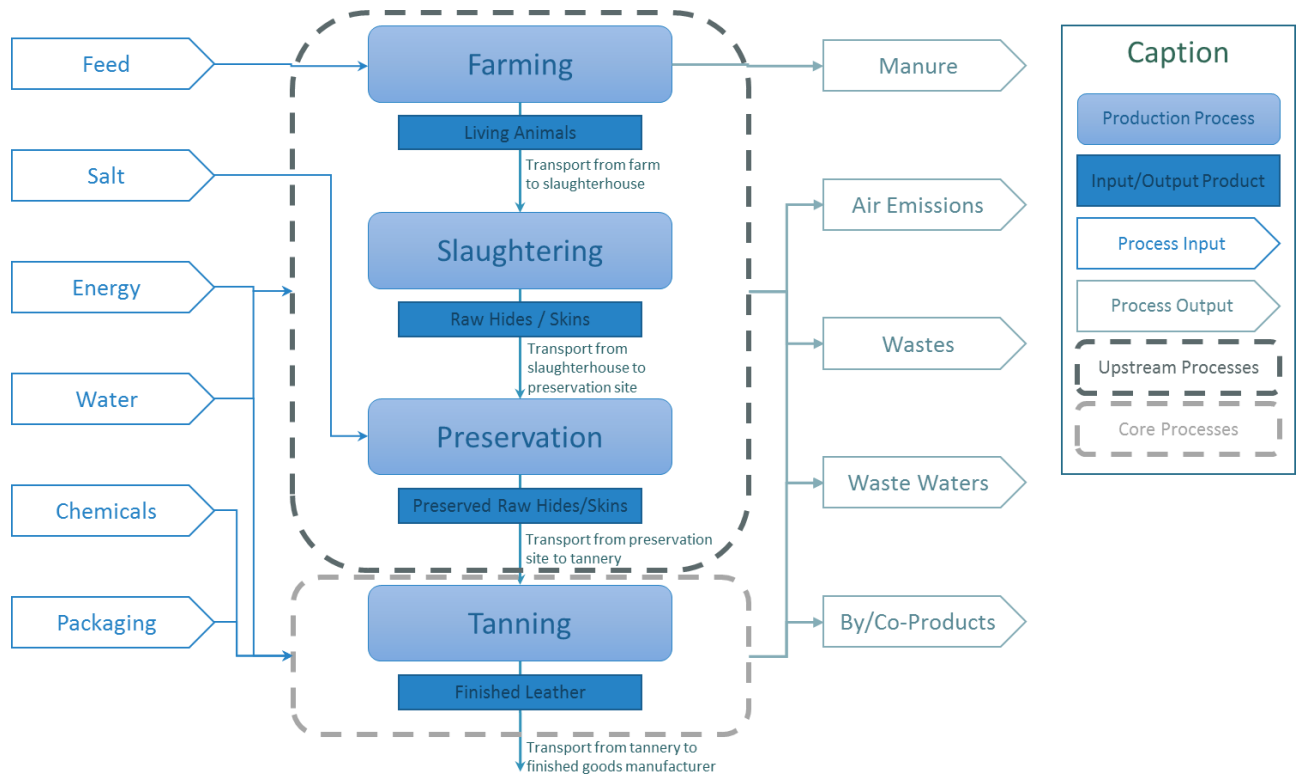 Feed
Salt
Energy
Water
Chemicals
Packaging
Farming
Living Animals
Transport from farm
to slaughterhouse
Slaughtering
Raw Hides / Skins
Transport from
slaughterhouse to
preservation site
Preservation
Preserved Raw Hides/Skins
Transport from preservation
site to tannery
Tanning
Finished Leather
Transport from tannery to
finished goods manufacturer
Manure
Air Emissions
Wastes
Waste Waters
By/Co-Products
Caption
Production Process
Input/Output Product
Process Input
Process Output
Upstream Processes
Core Processes